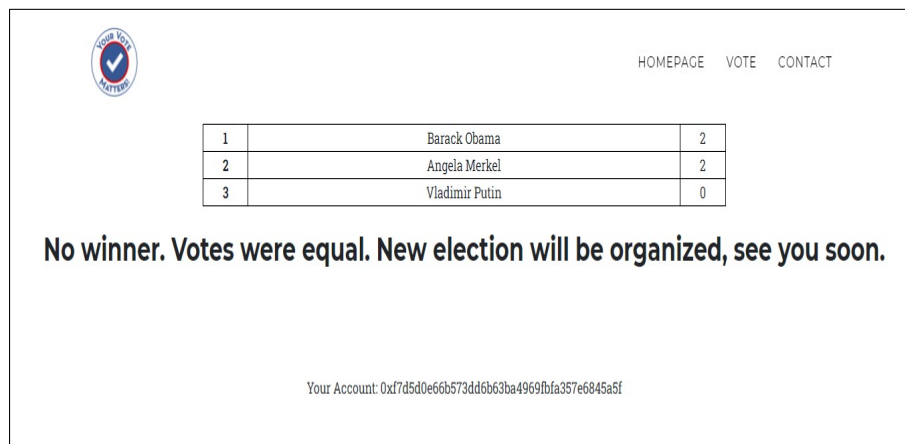 YOUR VOTE
MATTERS!
HOMEPAGE VOTE CONTACT
1 Barack Obama 2
2 Angela Merkel 2
3 Vladimir Putin 0
No winner. Votes were equal. New election will be organized, see you soon.
Your Account: 0xf7d5d0e66b573dd6b63ba4969fbfa357e6845a5f